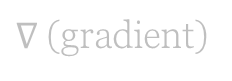 ∇ (gradient)